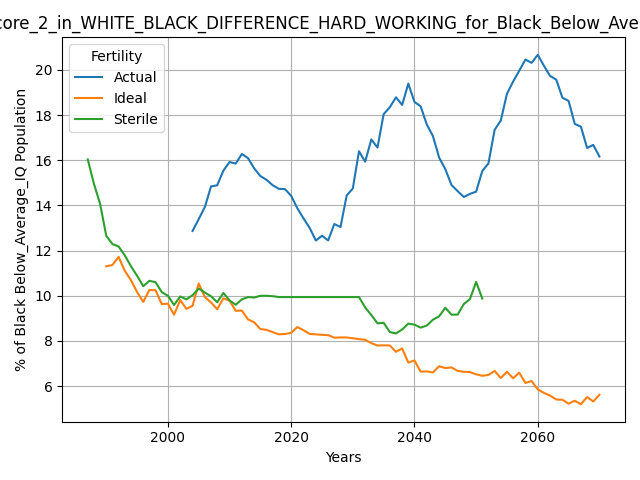 core_2_in_WHITE_BLACK_DIFFERENCE_HARD_WORKING_for_Black_Below_Ave
Fertility
Actual
Ideal
Sterile
% of Black Below_Average_IQ Population
20
18
16
14
12
10
8
6
2000
2020
2040
2060
Years